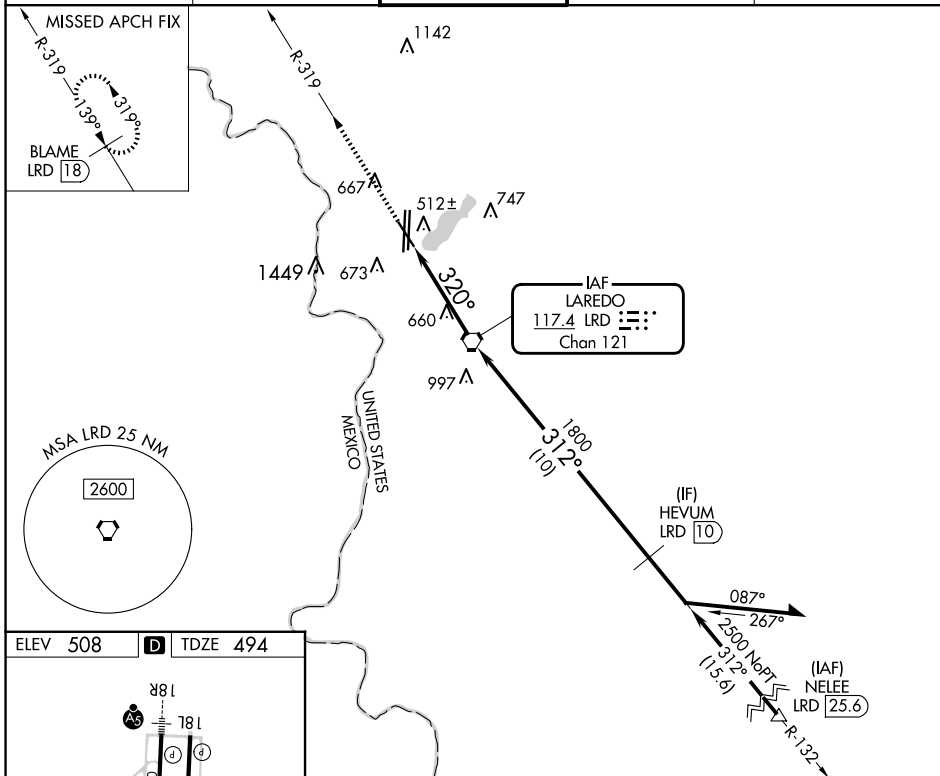 MISSED APCH FIX
R-319
139°
319°
BLAME
LRD 18
R-319
1142
667
512±
747
1449
673
320°
660
IAF
LAREDO
117.4 LRD
Chan 121
997
UNITED STATES
MEXICO
1800
312°
(10)
MSA LRD 25 NM
2600
(IF)
HEVUM
LRD 10
087°
267°
2500 NoPT
312°
(15.6)
(IAF)
NELEE
LRD 25.6
R-132
ELEV 508 D TDZE 494
18R
A5
18L
P
P